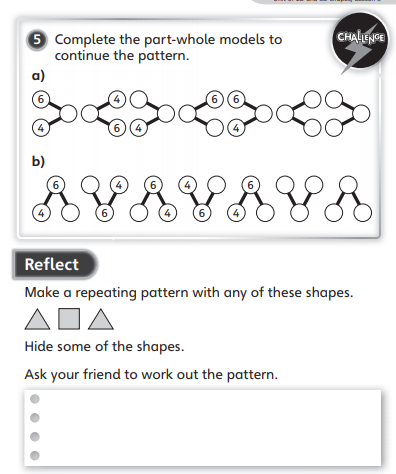 5 Complete the part-whole models to
continue the pattern.
CHALLENGE
a)
6 4 6 6
4 6 4 4
b)
6 4 6 4 6
4 6 4 6 4
Reflect
Make a repeating pattern with any of these shapes.
Hide some of the shapes.
Ask your friend to work out the pattern.